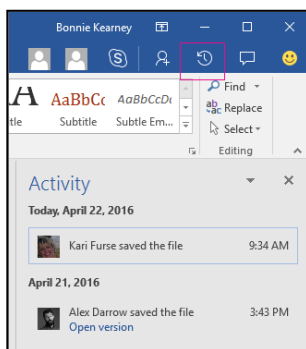 Bonnie Kearney
Find
AaBbCc AaBbCcDc
Replace
tle Subtitle Subtle Em...
Select
Editing
Activity
Today, April 22, 2016
Kari Furse saved the file 9:34 AM
April 21, 2016
Alex Darrow saved the file 3:43 PM
Open version